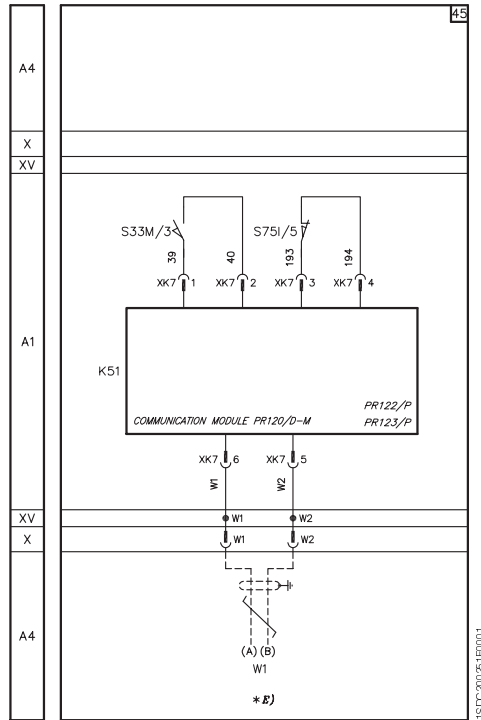 45
A4
X
XV
S33M/3 S75I/5
39 40 193 194
XK7 1 XK7 2 XK7 3 XK7 4
A1
K51
PR122/P
COMMUNICATION MODULE PR120/D-M PR123/P
XK7 6 XK7 5
W1 W2
XV W1 W2
X W1 W2
A4
(A) (B)
W1
*E)